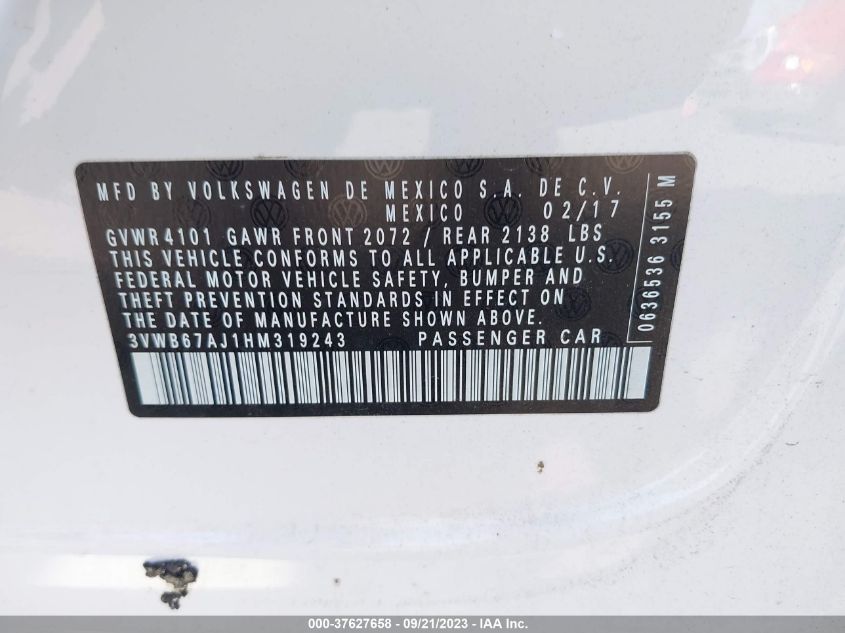 MFD BY VOLKSWAGEN DE MEXICO S.A. DE C.V.
MEXICO 02/17
GVWR 4101 GAWR FRONT 2072 / REAR 2138 LBS
THIS VEHICLE CONFORMS TO ALL APPLICABLE U.S.
FEDERAL MOTOR VEHICLE SAFETY, BUMPER AND
THEFT PREVENTION STANDARDS IN EFFECT ON
THE DATE OF MANUFACTURE SHOWN ABOVE.
3VWB67AJ1HM319243 PASSENGER CAR
0636536 3155 M
000-37627658 - 09/21/2023 - IAA Inc.